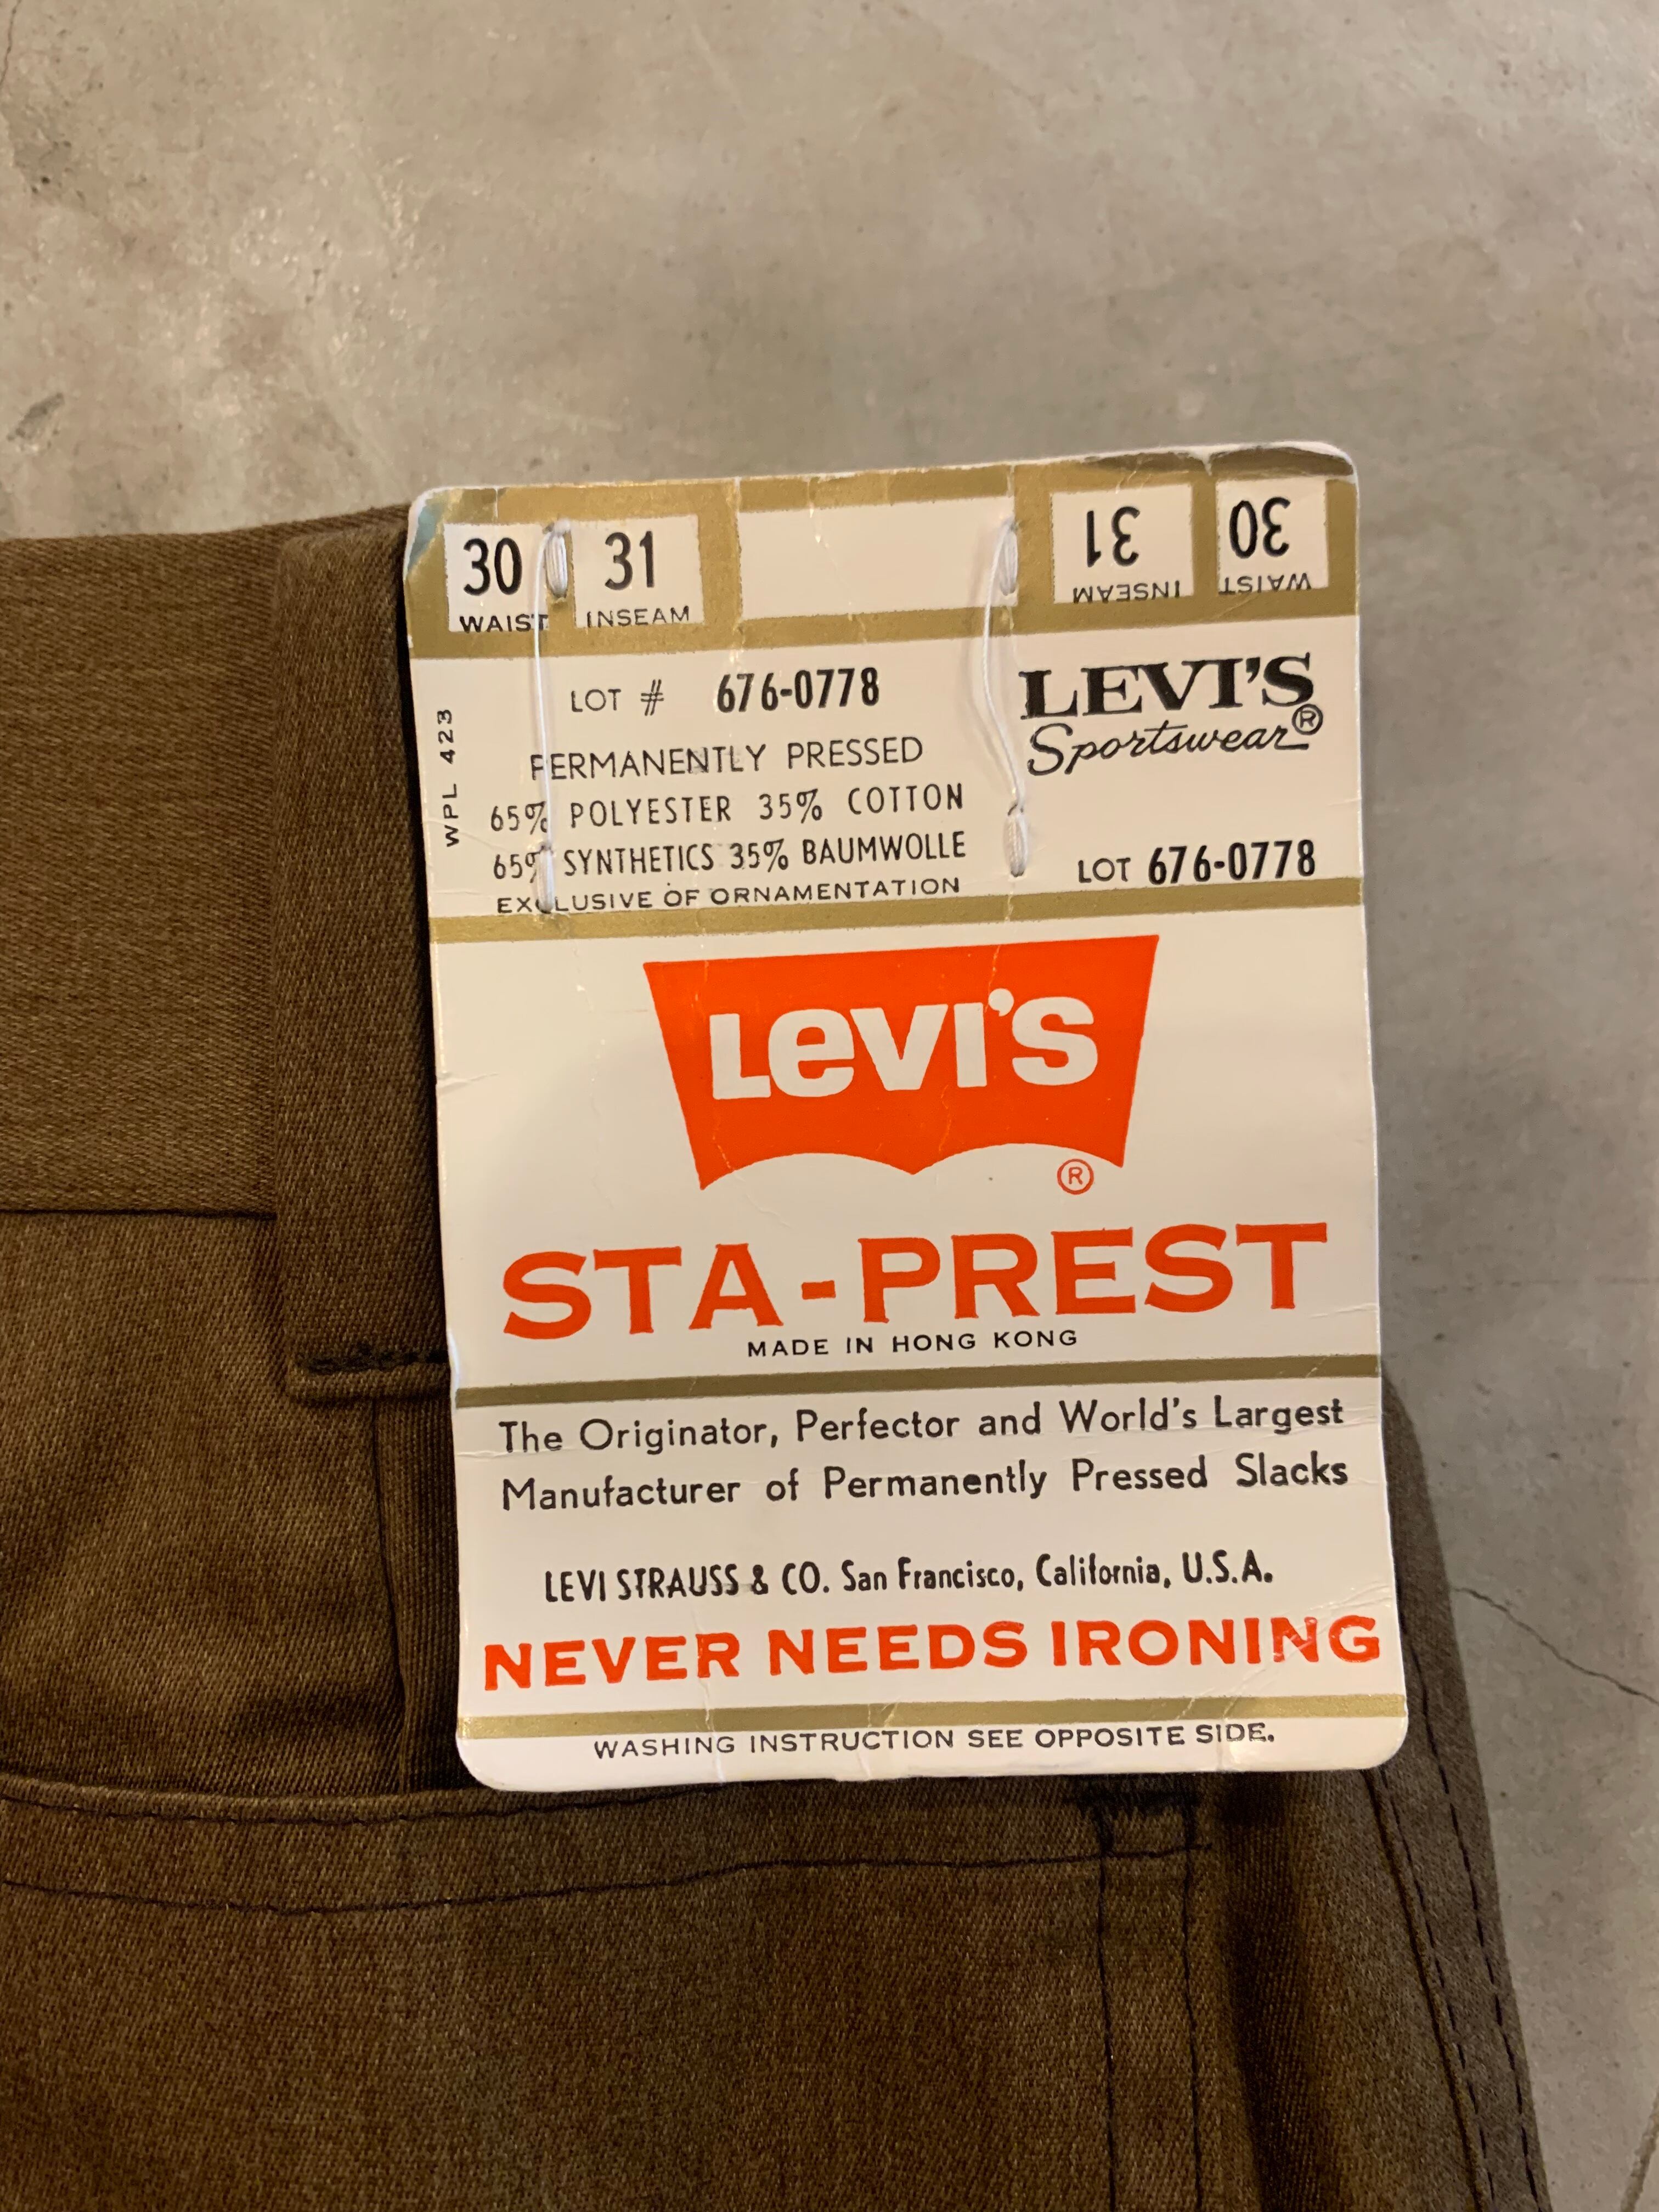 30 31
WAIST INSEAM
31 30
INSEAM WAIST
WPL 423
LOT # 676-0778
PERMANENTLY PRESSED
65% POLYESTER 35% COTTON
65% SYNTHETICS 35% BAUMWOLLE
EXCLUSIVE OF ORNAMENTATION
LEVI'S
Sportswear®
LOT 676-0778
LEVI'S
®
STA-PREST
MADE IN HONG KONG
The Originator, Perfector and World's Largest
Manufacturer of Permanently Pressed Slacks
LEVI STRAUSS & CO. San Francisco, California, U.S.A.
NEVER NEEDS IRONING
WASHING INSTRUCTION SEE OPPOSITE SIDE.